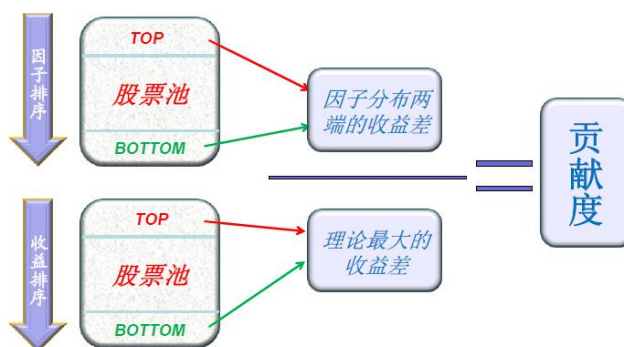 因子排序
TOP
股票池
BOTTOM
因子分布两
端的收益差
收益排序
TOP
股票池
BOTTOM
理论最大的
收益差
贡献度